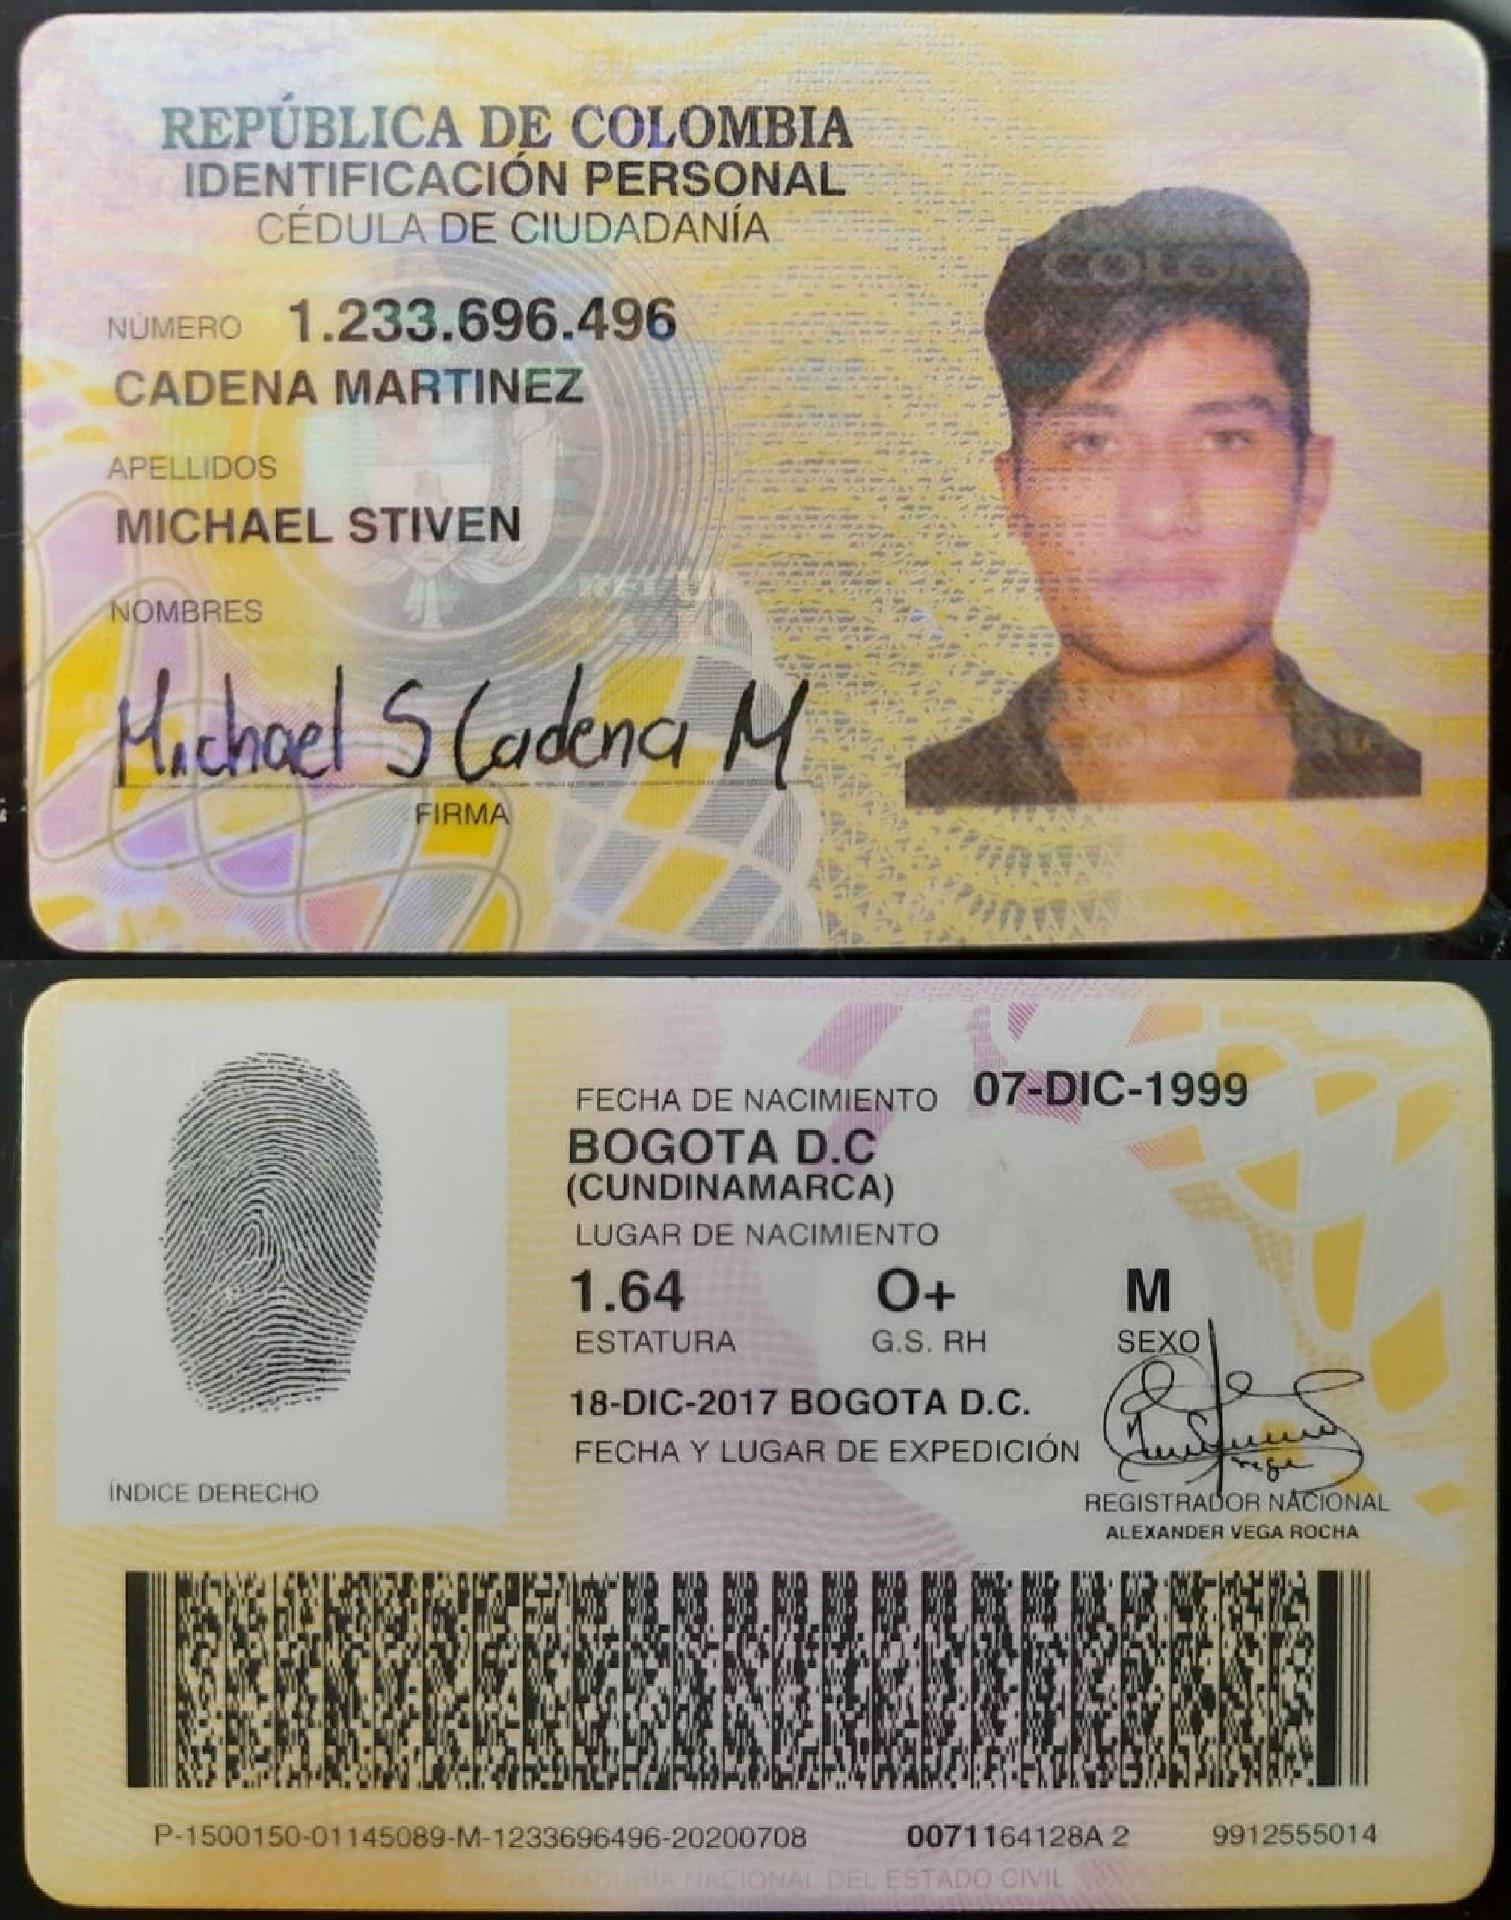 REPÚBLICA DE COLOMBIA
IDENTIFICACIÓN PERSONAL
CÉDULA DE CIUDADANÍA
NÚMERO 1.233.696.496
CADENA MARTINEZ
APELLIDOS
MICHAEL STIVEN
NOMBRES
Michael S Cadena M
FIRMA
COLOM
FECHA DE NACIMIENTO 07-DIC-1999
BOGOTA D.C
(CUNDINAMARCA)
LUGAR DE NACIMIENTO
1.64 O+ M
ESTATURA G.S. RH SEXO
18-DIC-2017 BOGOTA D.C.
FECHA Y LUGAR DE EXPEDICIÓN
ÍNDICE DERECHO
REGISTRADOR NACIONAL
ALEXANDER VEGA ROCHA
P-1500150-01145089-M-1233696496-20200708 0071164128A 2 9912555014
REGISTRADURÍA NACIONAL DEL ESTADO CIVIL